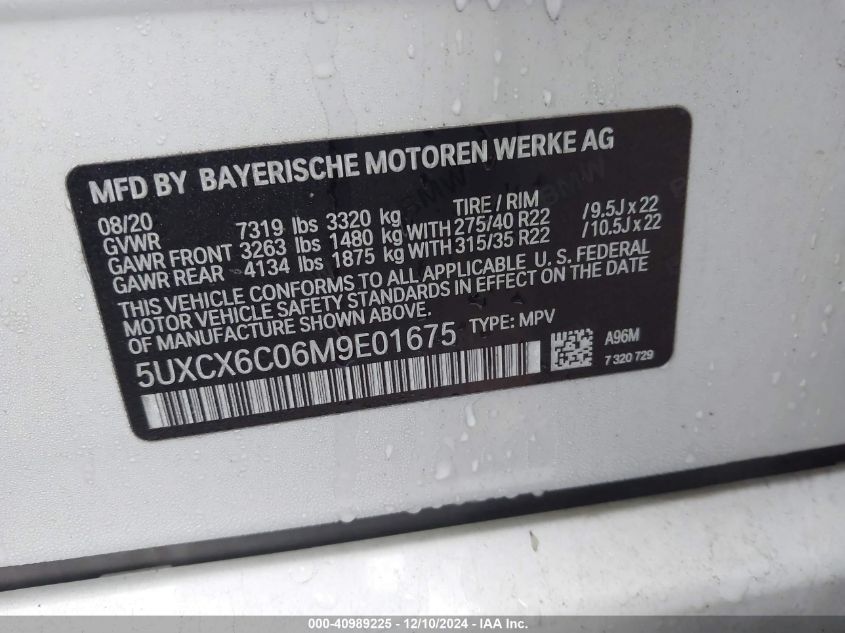 MFD BY BAYERISCHE MOTOREN WERKE AG
08/20 TIRE / RIM
GVWR 7319 lbs 3320 kg
GAWR FRONT 3263 lbs 1480 kg WITH 275/40 R22 /9.5J x 22
GAWR REAR 4134 lbs 1875 kg WITH 315/35 R22 /10.5J x 22
THIS VEHICLE CONFORMS TO ALL APPLICABLE U. S. FEDERAL
MOTOR VEHICLE SAFETY STANDARDS IN EFFECT ON THE DATE
OF MANUFACTURE SHOWN ABOVE.
5UXCX6C06M9E01675 TYPE: MPV
A96M
7 320 729
BMW
BMW
000-40989225 - 12/10/2024 - IAA Inc.